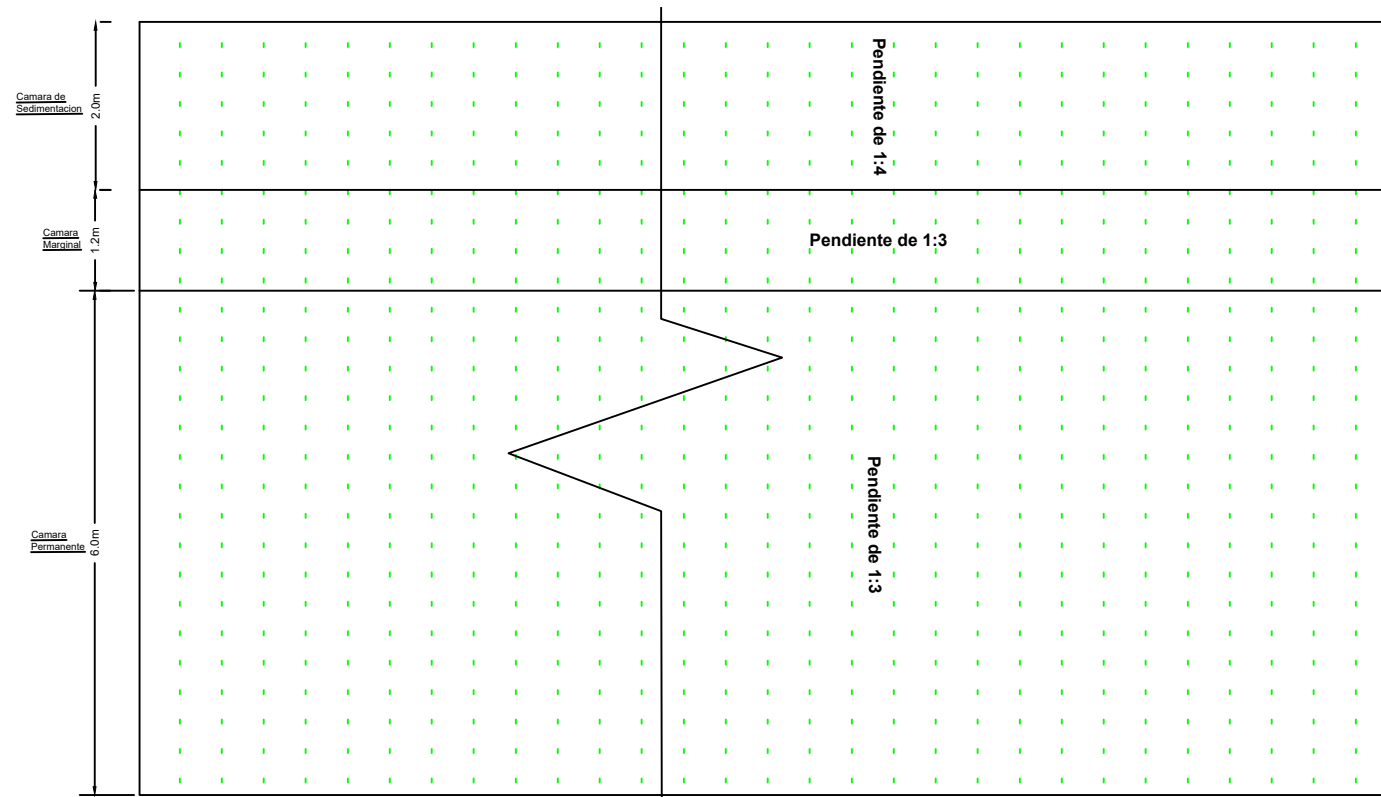 Camara de
Sedimentacion
2.0m
Pendiente de 1:4
Camara
Marginal
1.2m
Pendiente de 1:3
Camara
Permanente
6.0m
Pendiente de 1:3